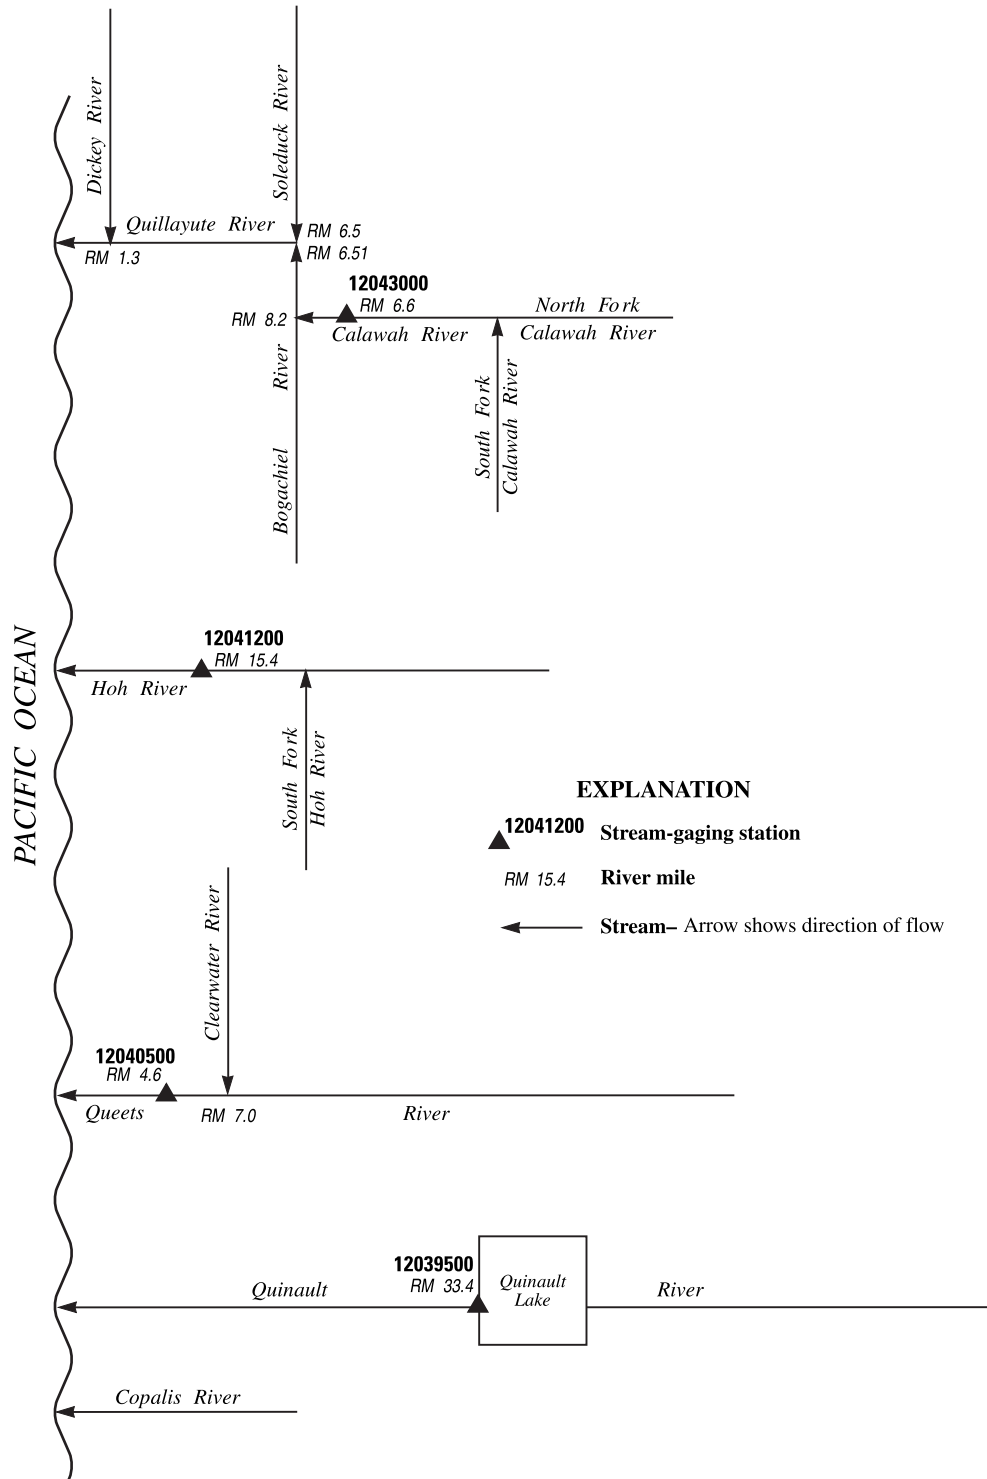 Dickey River
Soleduck River
Quillayute River
RM 6.5
RM 1.3
RM 6.51
12043000
RM 6.6
North Fork
RM 8.2
Calawah River
Calawah River
Bogachiel River
South Fork
Calawah River
PACIFIC OCEAN
12041200
RM 15.4
Hoh River
South Fork
Hoh River
EXPLANATION
12041200 Stream-gaging station
RM 15.4 River mile
Stream– Arrow shows direction of flow
Clearwater River
12040500
RM 4.6
Queets River
RM 7.0
12039500
RM 33.4
Quinault River
Quinault
Lake
Copalis River